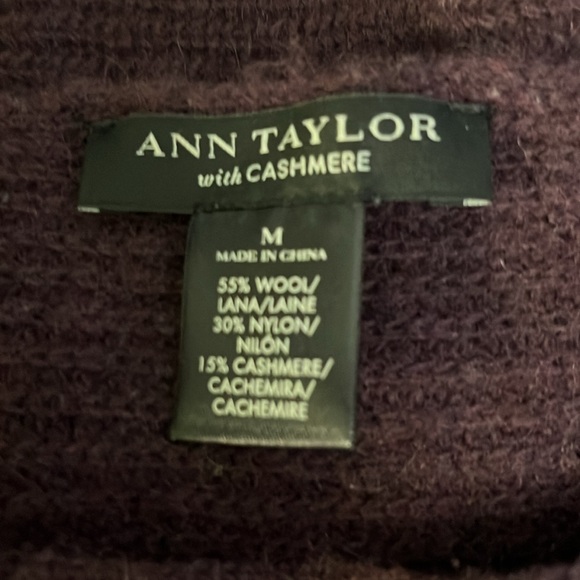 ANN TAYLOR
with CASHMERE
M
MADE IN CHINA
55% WOOL/
LANA/LAINE
30% NYLON/
NILÓN
15% CASHMERE/
CACHEMIRA/
CACHEMIRE